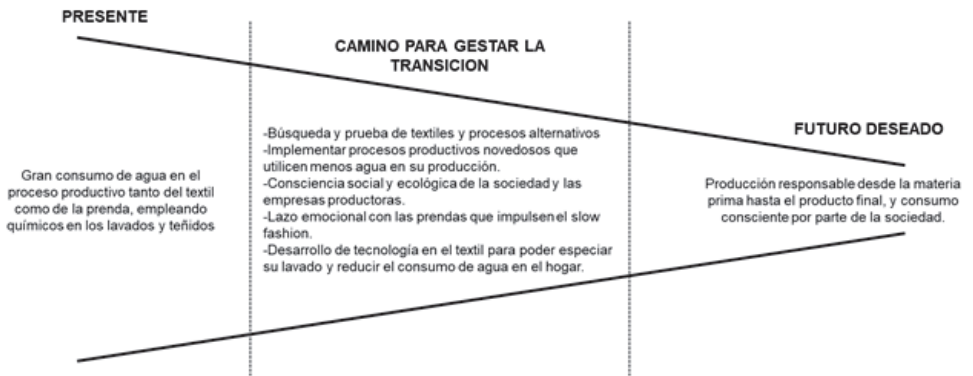 PRESENTE
Gran consumo de agua en el
proceso productivo tanto del textil
como de la prenda, empleando
químicos en los lavados y teñidos
CAMINO PARA GESTAR LA
TRANSICION
-Búsqueda y prueba de textiles y procesos alternativos
-Implementar procesos productivos novedosos que
utilicen menos agua en su producción.
-Consciencia social y ecológica de la sociedad y las
empresas productoras.
-Lazo emocional con las prendas que impulsen el slow
fashion.
-Desarrollo de tecnología en el textil para poder especiar
su lavado y reducir el consumo de agua en el hogar.
FUTURO DESEADO
Producción responsable desde la materia
prima hasta el producto final, y consumo
consciente por parte de la sociedad.